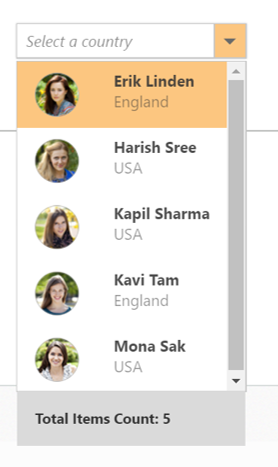 Select a country
Erik Linden
England
Harish Sree
USA
Kapil Sharma
USA
Kavi Tam
England
Mona Sak
USA
Total Items Count: 5